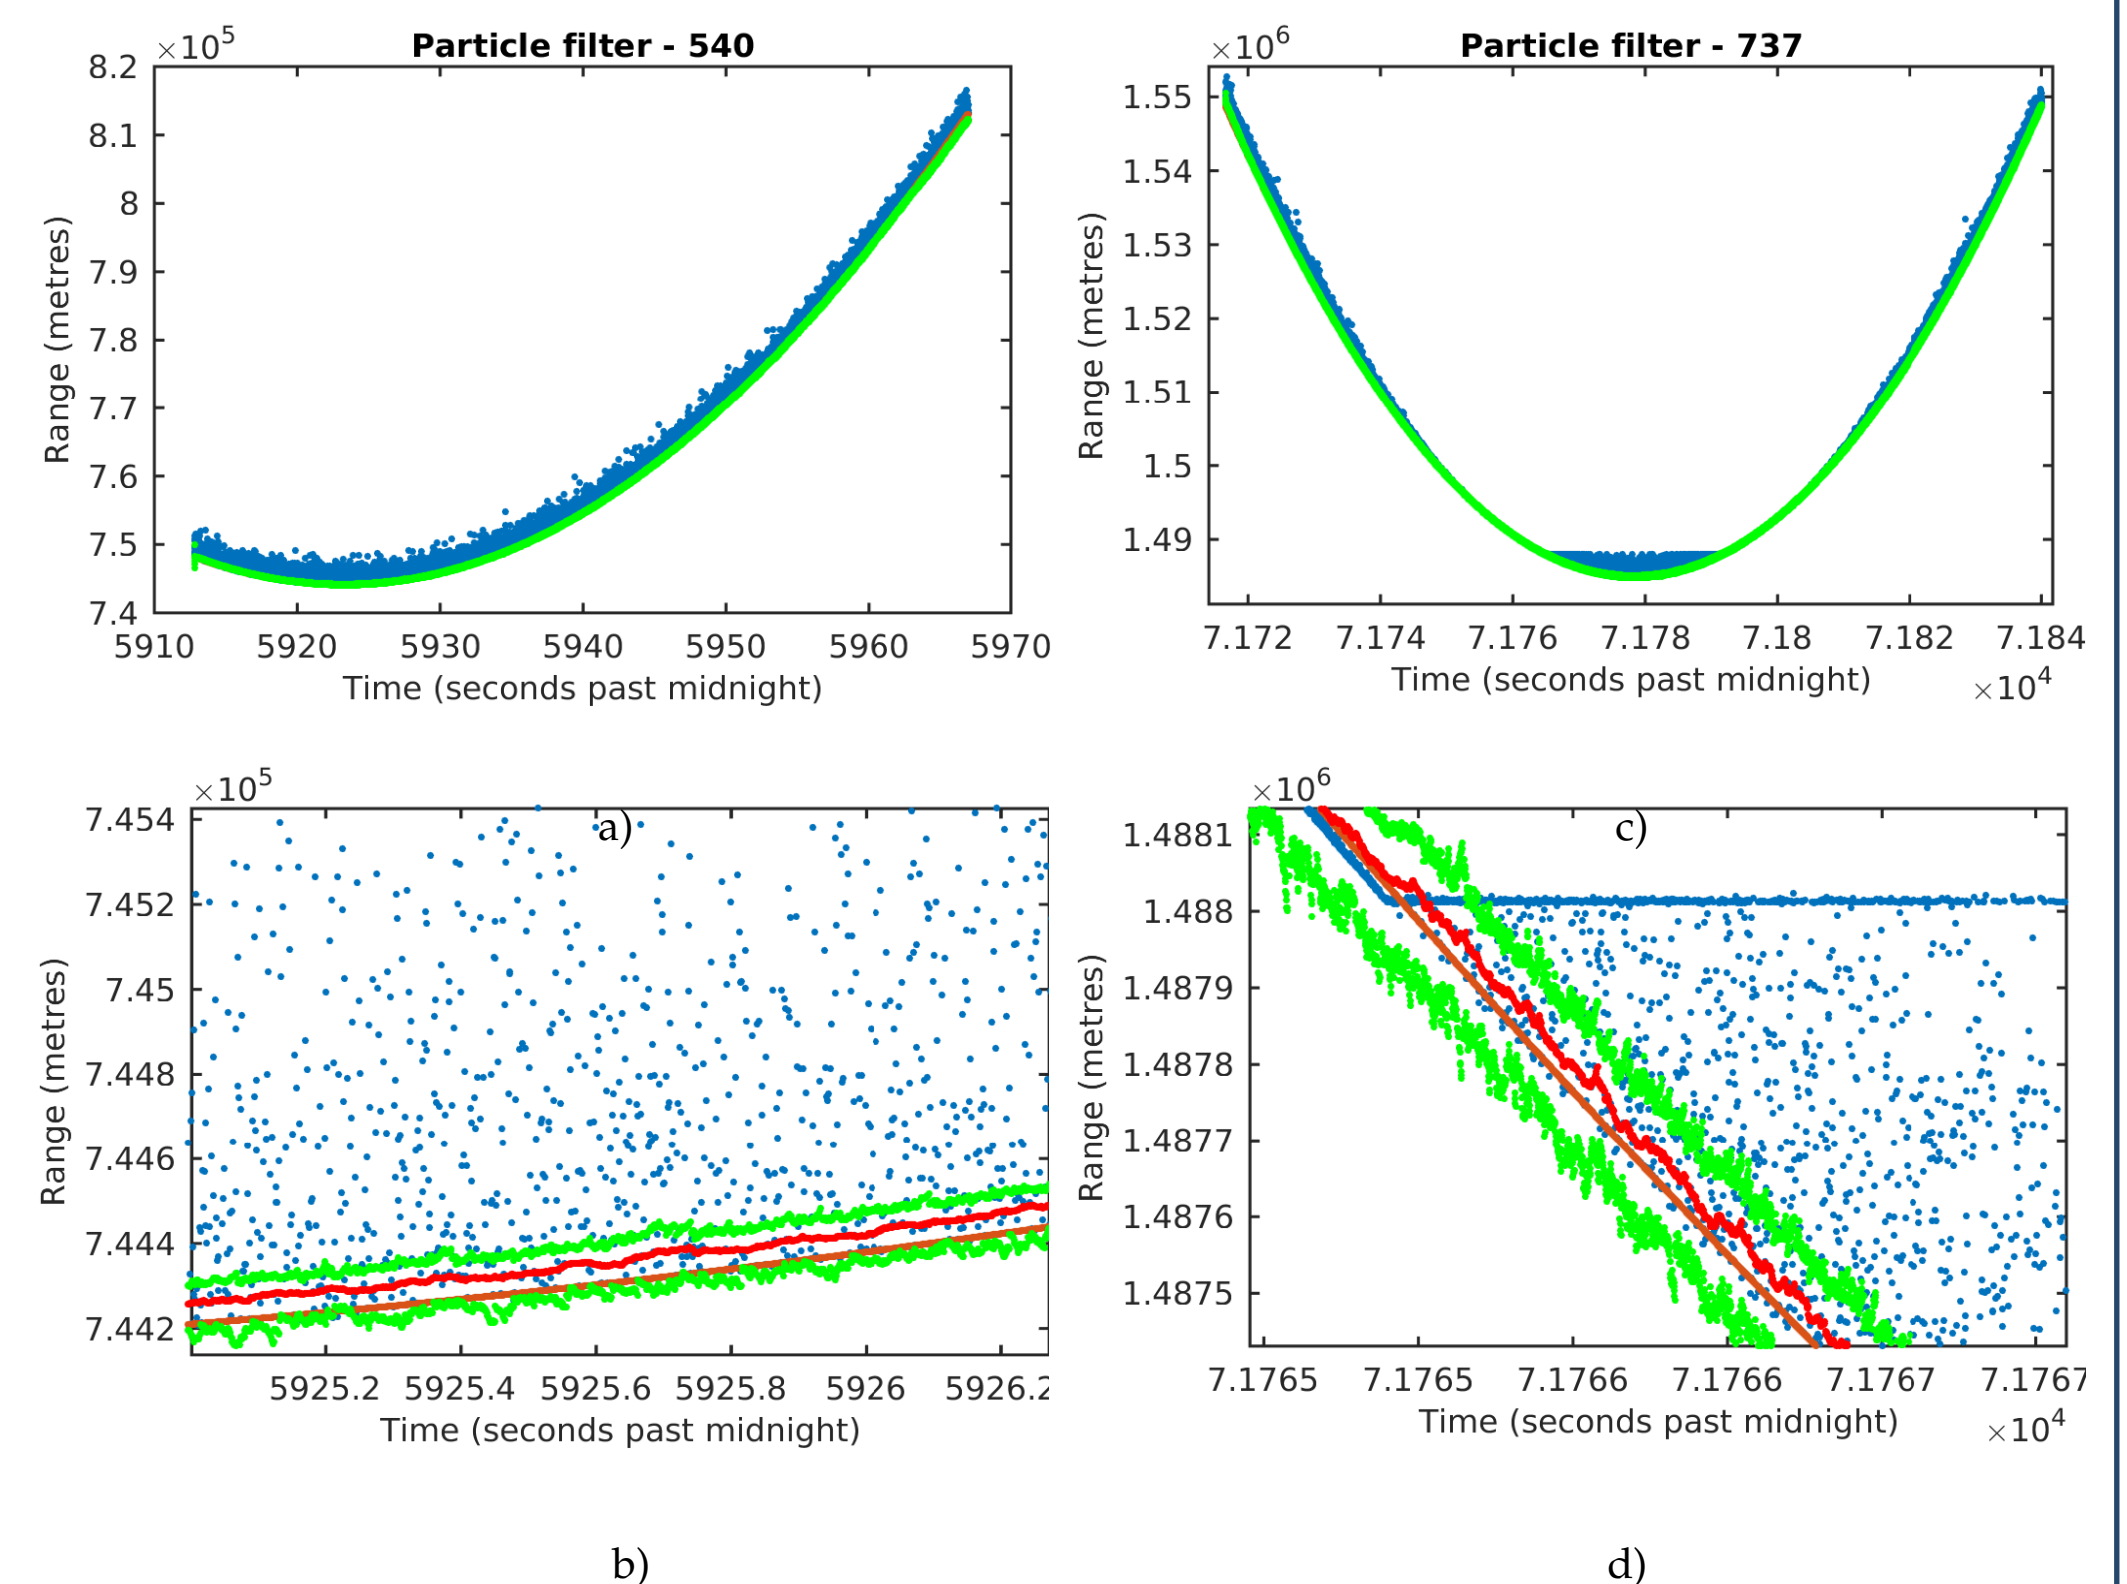 Particle filter - 540
×10^5
8.2
8.1
8
7.9
7.8
7.7
7.6
7.5
7.4
Range (metres)
5910 5920 5930 5940 5950 5960 5970
Time (seconds past midnight)
Particle filter - 737
×10^6
1.55
1.54
1.53
1.52
1.51
1.5
1.49
Range (metres)
7.172 7.174 7.176 7.178 7.18 7.182 7.184
Time (seconds past midnight)
×10^4
×10^5
a)
7.454
7.452
7.45
7.448
7.446
7.444
7.442
Range (metres)
5925.2 5925.4 5925.6 5925.8 5926 5926.2
Time (seconds past midnight)
×10^6
c)
1.4881
1.488
1.4879
1.4878
1.4877
1.4876
1.4875
Range (metres)
7.1765 7.1765 7.1766 7.1766 7.1767 7.1767
Time (seconds past midnight)
×10^4
b)
d)